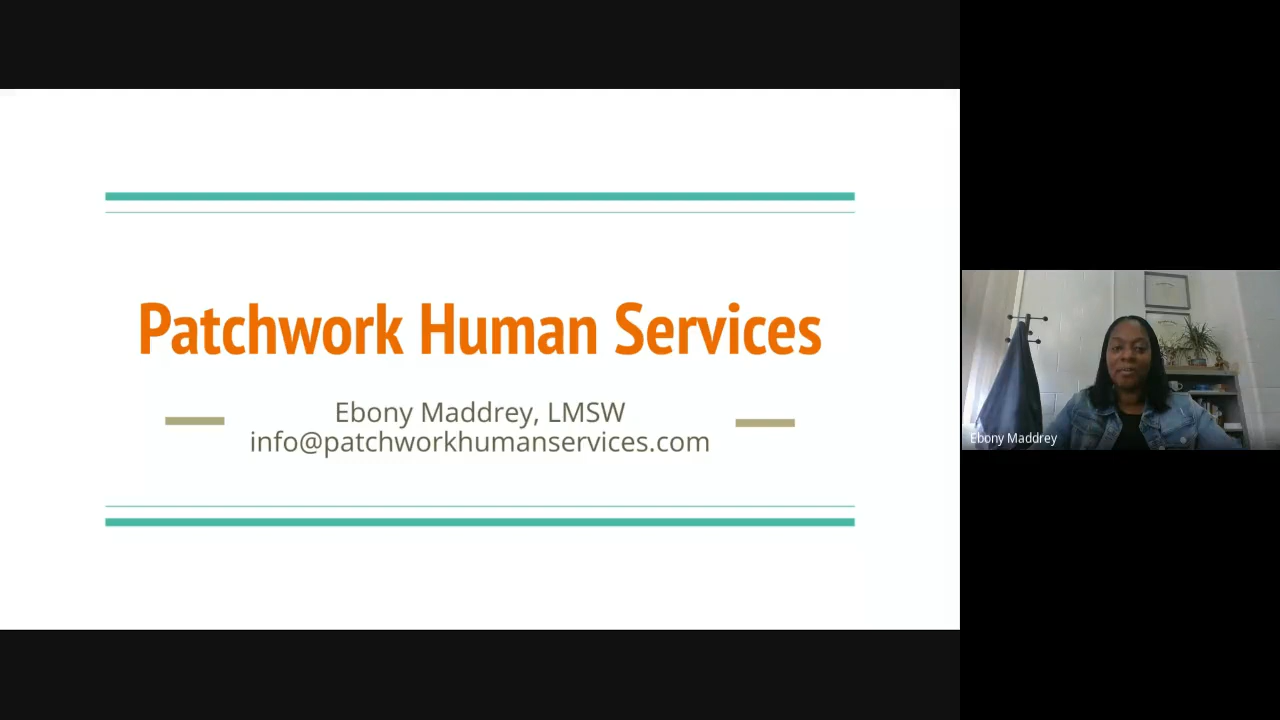 Patchwork Human Services
Ebony Maddrey, LMSW
info@patchworkhumanservices.com
Ebony Maddrey